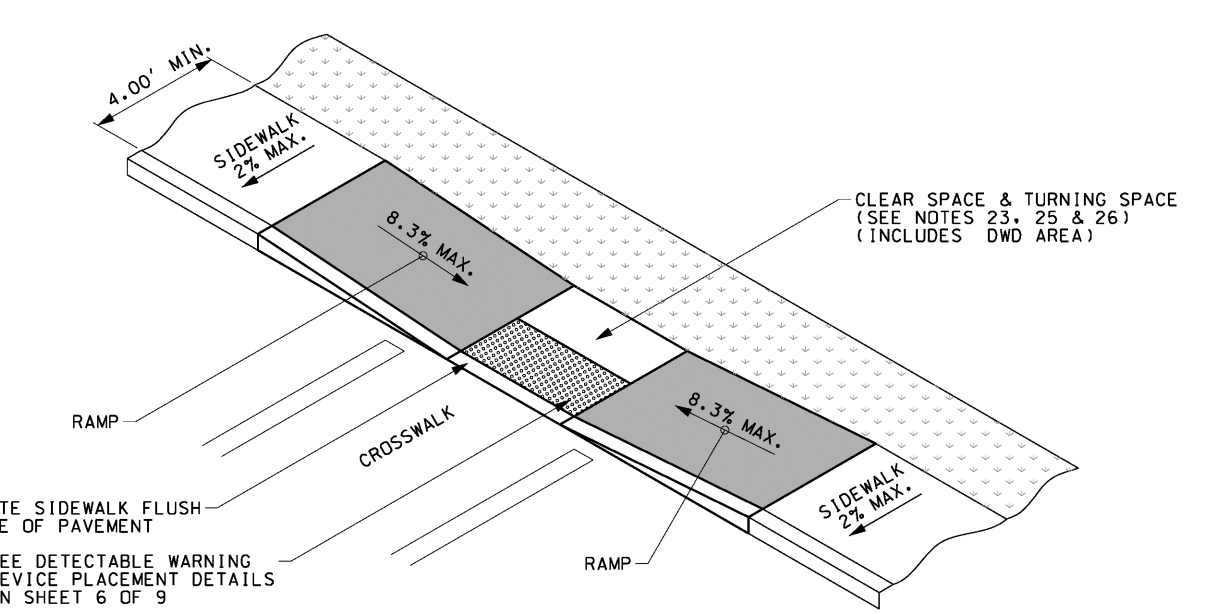 4.00' MIN.
SIDEWALK
2% MAX.
8.3% MAX.
CLEAR SPACE & TURNING SPACE
(SEE NOTES 23, 25 & 26)
(INCLUDES DWD AREA)
RAMP
CROSSWALK
8.3% MAX.
SIDEWALK
2% MAX.
TE SIDEWALK FLUSH
E OF PAVEMENT
EE DETECTABLE WARNING
EVICE PLACEMENT DETAILS
N SHEET 6 OF 9
RAMP